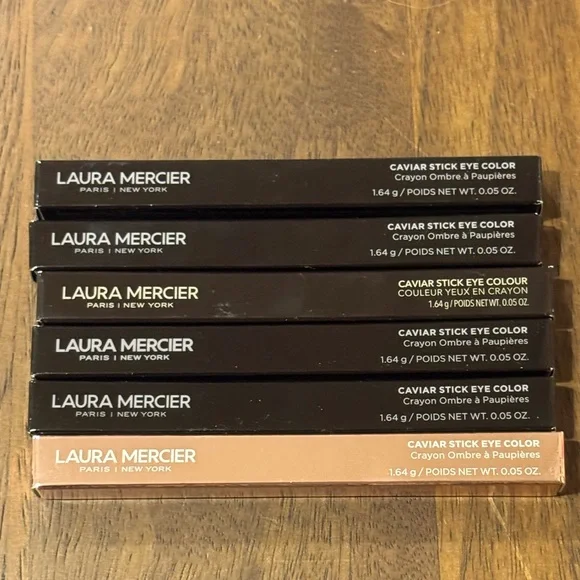 LAURA MERCIER
PARIS | NEW YORK
CAVIAR STICK EYE COLOR
Crayon Ombre à Paupières
1.64 g / POIDS NET WT. 0.05 OZ.
LAURA MERCIER
PARIS | NEW YORK
CAVIAR STICK EYE COLOR
Crayon Ombre à Paupières
1.64 g / POIDS NET WT. 0.05 OZ.
LAURA MERCIER
PARIS | NEW YORK
CAVIAR STICK EYE COLOUR
COULEUR YEUX EN CRAYON
1.64 g/POIDS NET WT. 0.05 OZ.
LAURA MERCIER
PARIS | NEW YORK
CAVIAR STICK EYE COLOR
Crayon Ombre à Paupières
1.64 g / POIDS NET WT. 0.05 OZ.
LAURA MERCIER
PARIS | NEW YORK
CAVIAR STICK EYE COLOR
Crayon Ombre à Paupières
1.64 g / POIDS NET WT. 0.05 OZ.
LAURA MERCIER
PARIS | NEW YORK
CAVIAR STICK EYE COLOR
Crayon Ombre à Paupières
1.64 g / POIDS NET WT. 0.05 OZ.